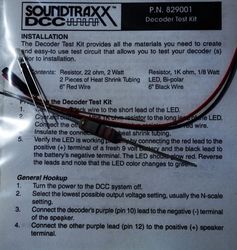 SOUNDTRAXX
DCC
P.N. 829001
Decoder Test Kit
INSTALLATION
The Decoder Test Kit provides all the materials you need to create
and easy-to-use test circuit that allows you to test your decoder (s)
prior to installation.
Contents: Resistor, 22 ohm, 2 Watt Resistor, 1K ohm, 1/8 Watt
2 Pieces of Heat Shrink Tubing LED, Bi-polar
6" Red Wire 6" Black Wire
the Decoder Test Kit
1. black wire to the short lead of the LED.
2. resistor to the long lead of the LED.
red wire.
Insulate the heat shrink tubing.
5. Verify the LED is working by connecting the red lead to the
positive (+) terminal of a fresh 9 volt battery and the black lead to
the battery's negative terminal. The LED should glow red. Reverse
the leads and note the LED color changes to green.
General Hookup
1. Turn the power to the DCC system off.
2. Select the lowest possible output voltage setting, usually the N-scale
setting.
3. Connect the decoder's purple (pin 10) lead to the negative (-) terminal
of the speaker.
4. Connect the other purple lead (pin 12) to the positive (+) speaker
terminal.